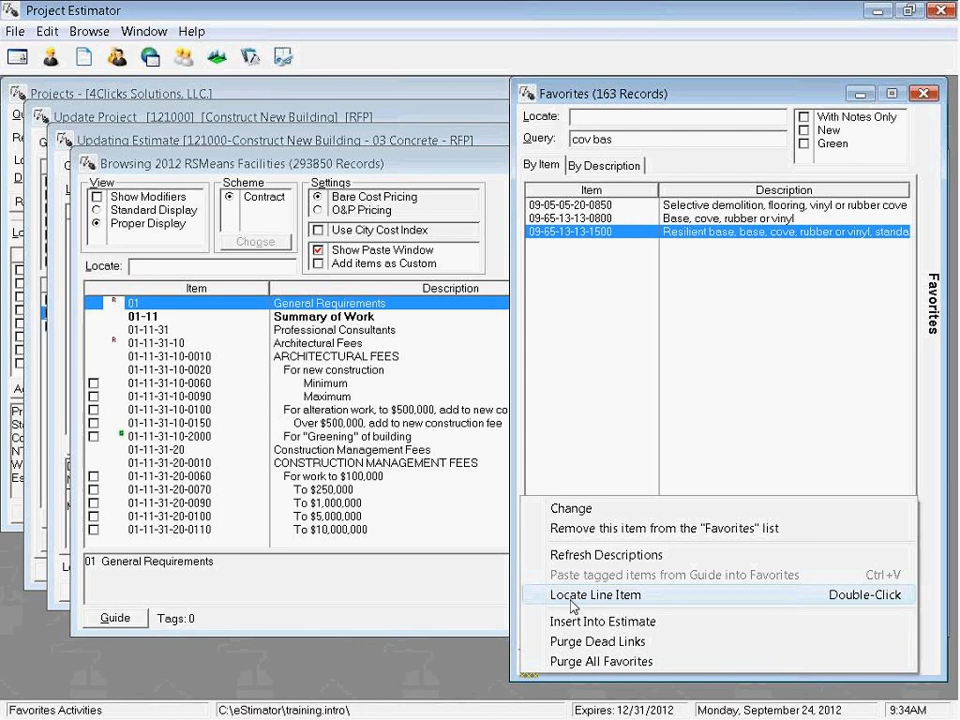 Project Estimator
File Edit Browse Window Help
Projects - [4Clicks Solutions, LLC.]
Update Project [121000] [Construct New Building] [RFP]
Updating Estimate [121000-Construct New Building - 03 Concrete - RFP]
Browsing 2012 RSMeans Facilities (293850 Records)
View
Show Modifiers
Standard Display
Proper Display
Scheme
Contract
Choose
Settings
Bare Cost Pricing
O&P Pricing
Use City Cost Index
Show Paste Window
Add items as Custom
Locate:
Item Description
R 01 General Requirements
01-11 Summary of Work
01-11-31 Professional Consultants
R 01-11-31-10 Architectural Fees
01-11-31-10-0010 ARCHITECTURAL FEES
01-11-31-10-0020 For new construction
01-11-31-10-0060 Minimum
01-11-31-10-0090 Maximum
01-11-31-10-0100 For alteration work, to $500,000, add to new co
01-11-31-10-0150 Over $500,000, add to new construction fee
01-11-31-10-2000 For "Greening" of building
01-11-31-20 Construction Management Fees
01-11-31-20-0010 CONSTRUCTION MANAGEMENT FEES
01-11-31-20-0060 For work to $100,000
01-11-31-20-0070 To $250,000
01-11-31-20-0090 To $1,000,000
01-11-31-20-0100 To $5,000,000
01-11-31-20-0110 To $10,000,000
01 General Requirements
Guide Tags: 0
Favorites (163 Records)
Locate:
Query: cov bas
With Notes Only
New
Green
By Item By Description
Item Description
09-05-05-20-0850 Selective demolition, flooring, vinyl or rubber cove
09-65-13-13-0800 Base, cove, rubber or vinyl
09-65-13-13-1500 Resilient base, base, cove, rubber or vinyl, standa
Favorites
Change
Remove this item from the "Favorites" list
Refresh Descriptions
Paste tagged items from Guide into Favorites Ctrl+V
Locate Line Item Double-Click
Insert Into Estimate
Purge Dead Links
Purge All Favorites
Favorites Activities C:\eStimator\training.intro\ Expires: 12/31/2012 Monday, September 24, 2012 9:34AM